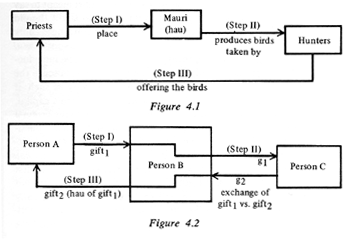 (Step I)
place
Priests
Mauri
(hau)
(Step II)
produces birds
taken by
Hunters
(Step III)
offering the birds
Figure 4.1
Person A
(Step I)
gift1
Person B
(Step II)
g1
Person C
(Step III)
gift2 (hau of gift1)
g2
exchange of
gift1 vs. gift2
Figure 4.2